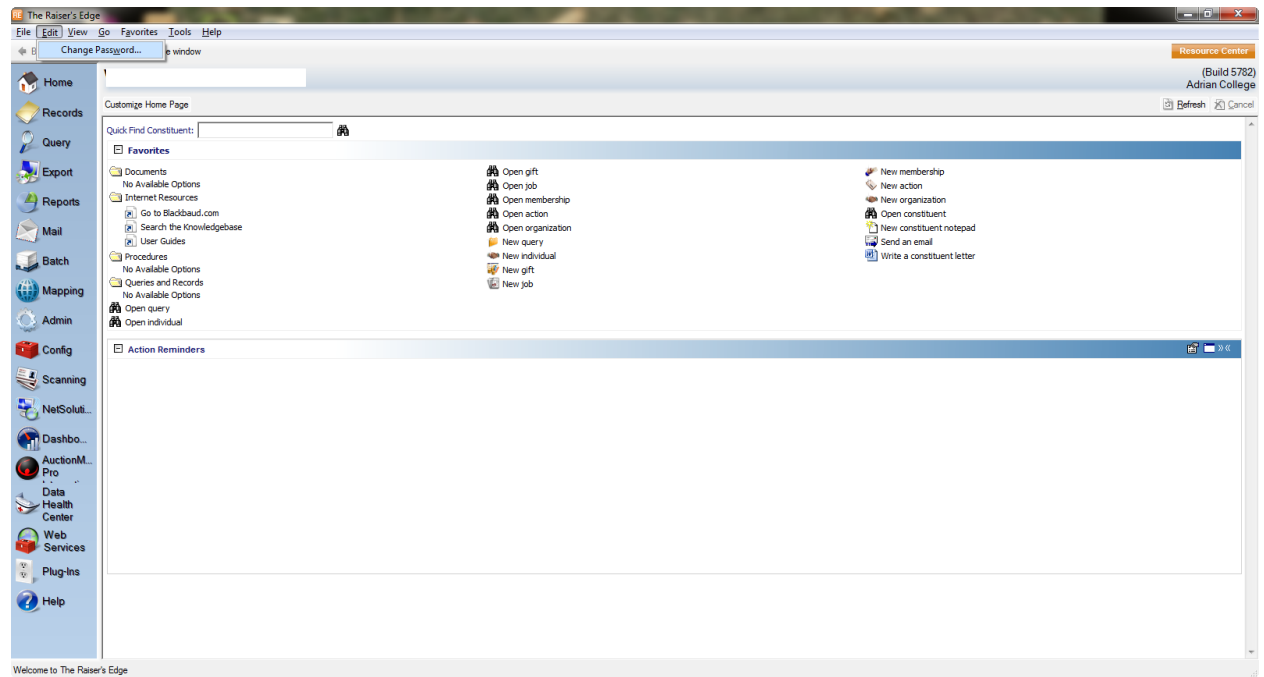 The Raiser's Edge
File Edit View Go Favorites Tools Help
Change Password...
window
Resource Center
(Build 5782)
Adrian College
Customize Home Page
Refresh Cancel
Home
Records
Query
Export
Reports
Mail
Batch
Mapping
Admin
Config
Scanning
NetSoluti...
Dashbo...
AuctionM...
Pro
Data
Health
Center
Web
Services
Plug-Ins
Help
Quick Find Constituent:
Favorites
Documents
No Available Options
Internet Resources
Go to Blackbaud.com
Search the Knowledgebase
User Guides
Procedures
No Available Options
Queries and Records
No Available Options
Open query
Open individual
Open gift
Open job
Open membership
Open action
Open organization
New query
New individual
New gift
New job
New membership
New action
New organization
Open constituent
New constituent notepad
Send an email
Write a constituent letter
Action Reminders
Welcome to The Raiser's Edge